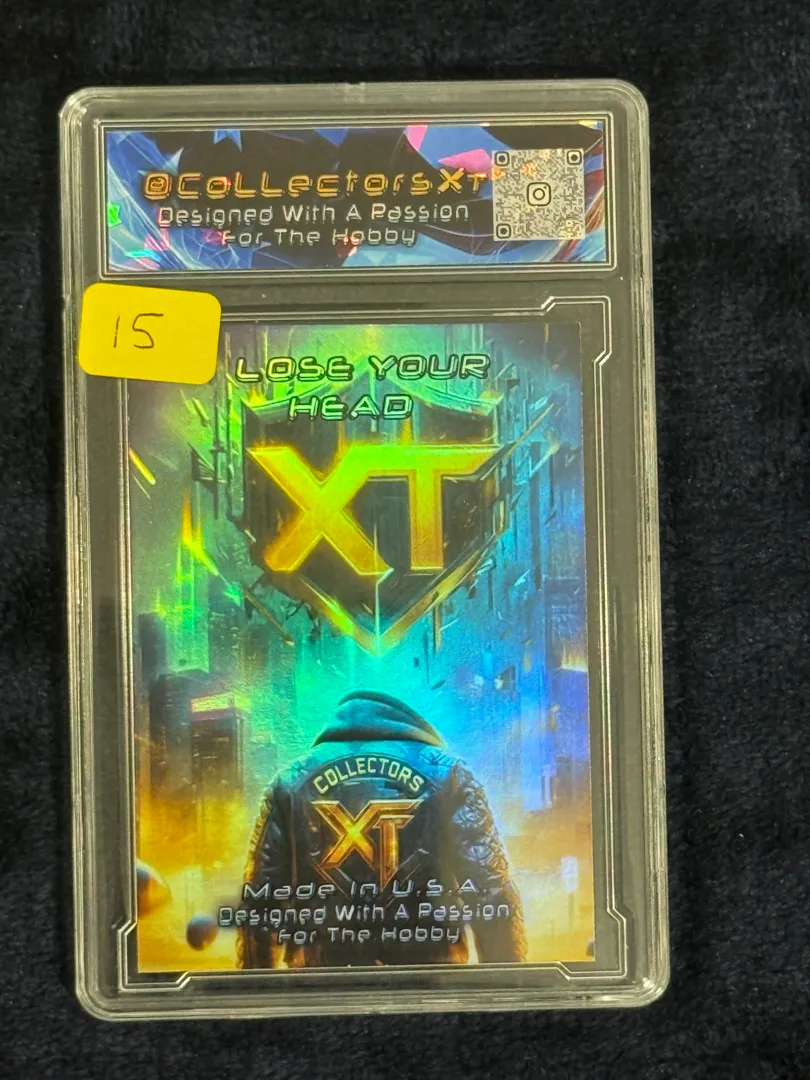 @CollectorsXT
Designed With A Passion
For The Hobby
15
LOSE YOUR
HEAD
XT
COLLECTORS
XT
Made In U.S.A.
Designed With A Passion
For The Hobby